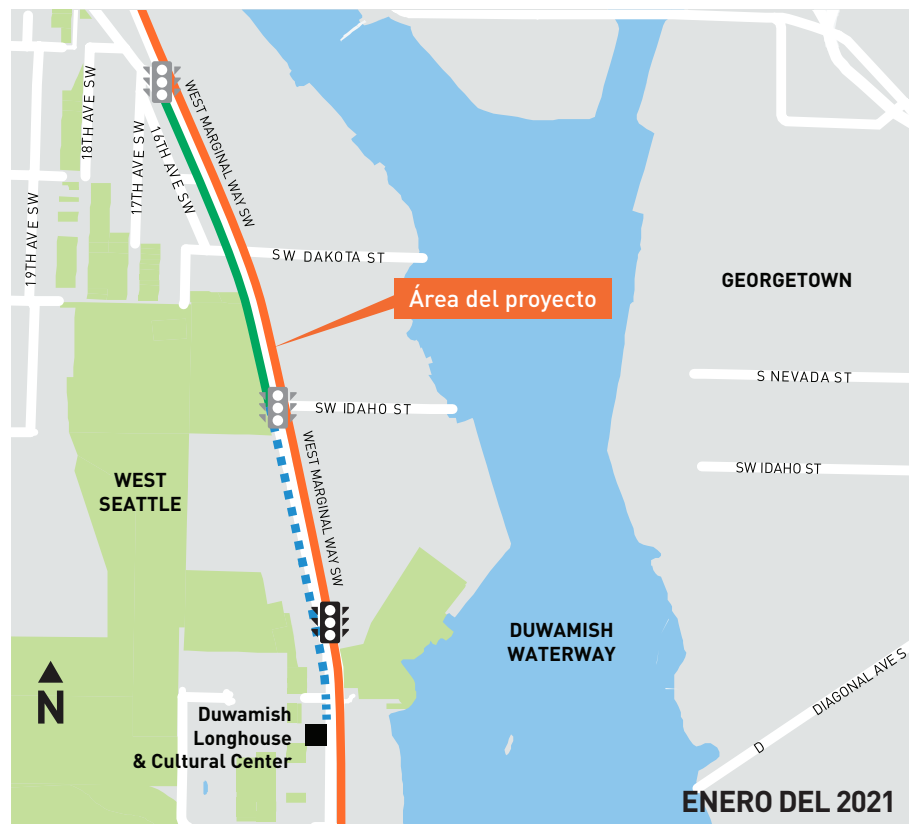 WEST MARGINAL WAY SW
18TH AVE SW
17TH AVE SW
16TH AVE SW
19TH AVE SW
SW DAKOTA ST
Área del proyecto
GEORGETOWN
S NEVADA ST
SW IDAHO ST
WEST MARGINAL WAY SW
SW IDAHO ST
WEST
SEATTLE
DUWAMISH
WATERWAY
N
DIAGONAL AVE S
D
Duwamish
Longhouse
& Cultural Center
ENERO DEL 2021